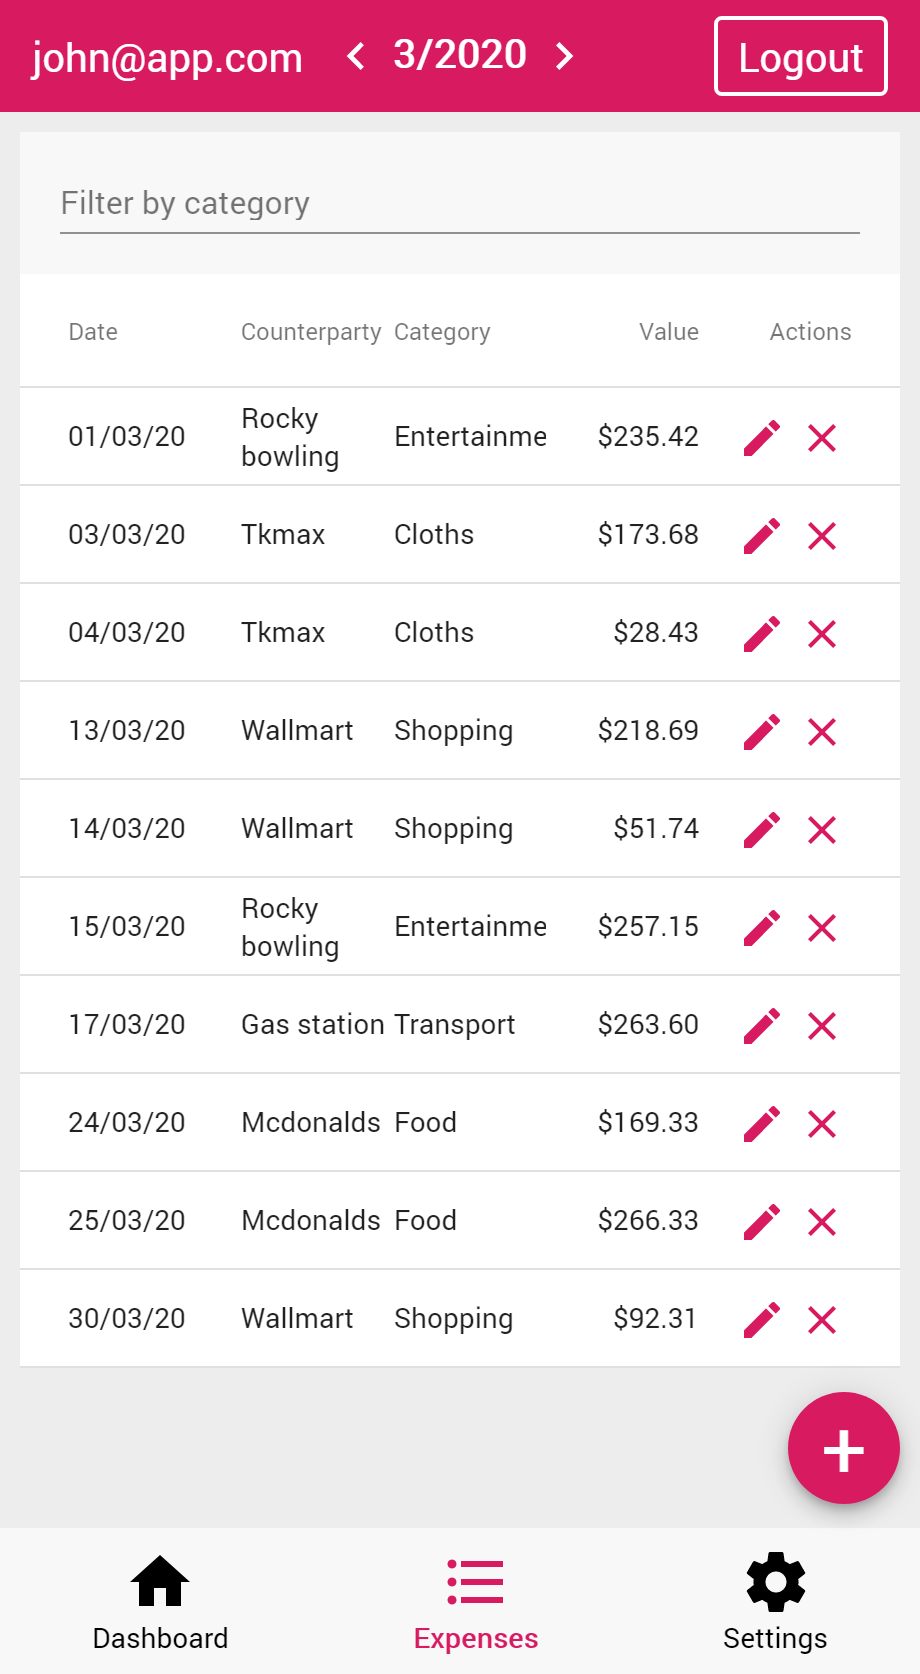 john@app.com 3/2020 Logout
Filter by category
Date Counterparty Category Value Actions
01/03/20 Rocky bowling Entertainme $235.42
03/03/20 Tkmax Cloths $173.68
04/03/20 Tkmax Cloths $28.43
13/03/20 Wallmart Shopping $218.69
14/03/20 Wallmart Shopping $51.74
15/03/20 Rocky bowling Entertainme $257.15
17/03/20 Gas station Transport $263.60
24/03/20 Mcdonalds Food $169.33
25/03/20 Mcdonalds Food $266.33
30/03/20 Wallmart Shopping $92.31
Dashboard Expenses Settings